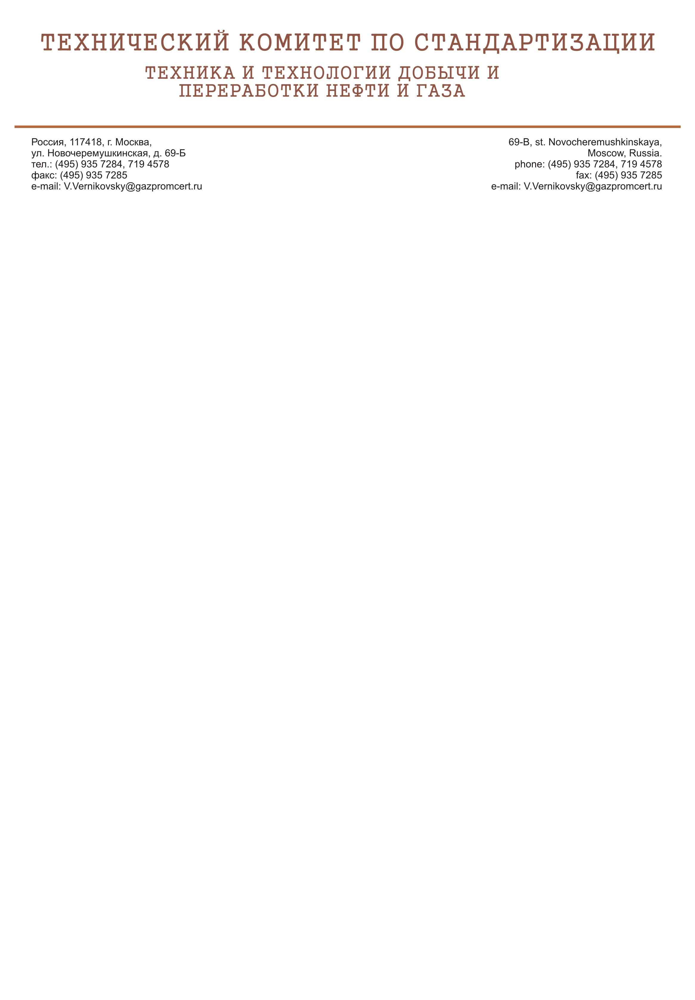 ТЕХНИЧЕСКИЙ КОМИТЕТ ПО СТАНДАРТИЗАЦИИ
ТЕХНИКА И ТЕХНОЛОГИИ ДОБЫЧИ И
ПЕРЕРАБОТКИ НЕФТИ И ГАЗА
Россия, 117418, г. Москва,
ул. Новочеремушкинская, д. 69-Б
тел.: (495) 935 7284, 719 4578
факс: (495) 935 7285
e-mail: V.Vernikovsky@gazpromcert.ru
69-B, st. Novocheremushkinskaya,
Moscow, Russia.
phone: (495) 935 7284, 719 4578
fax: (495) 935 7285
e-mail: V.Vernikovsky@gazpromcert.ru